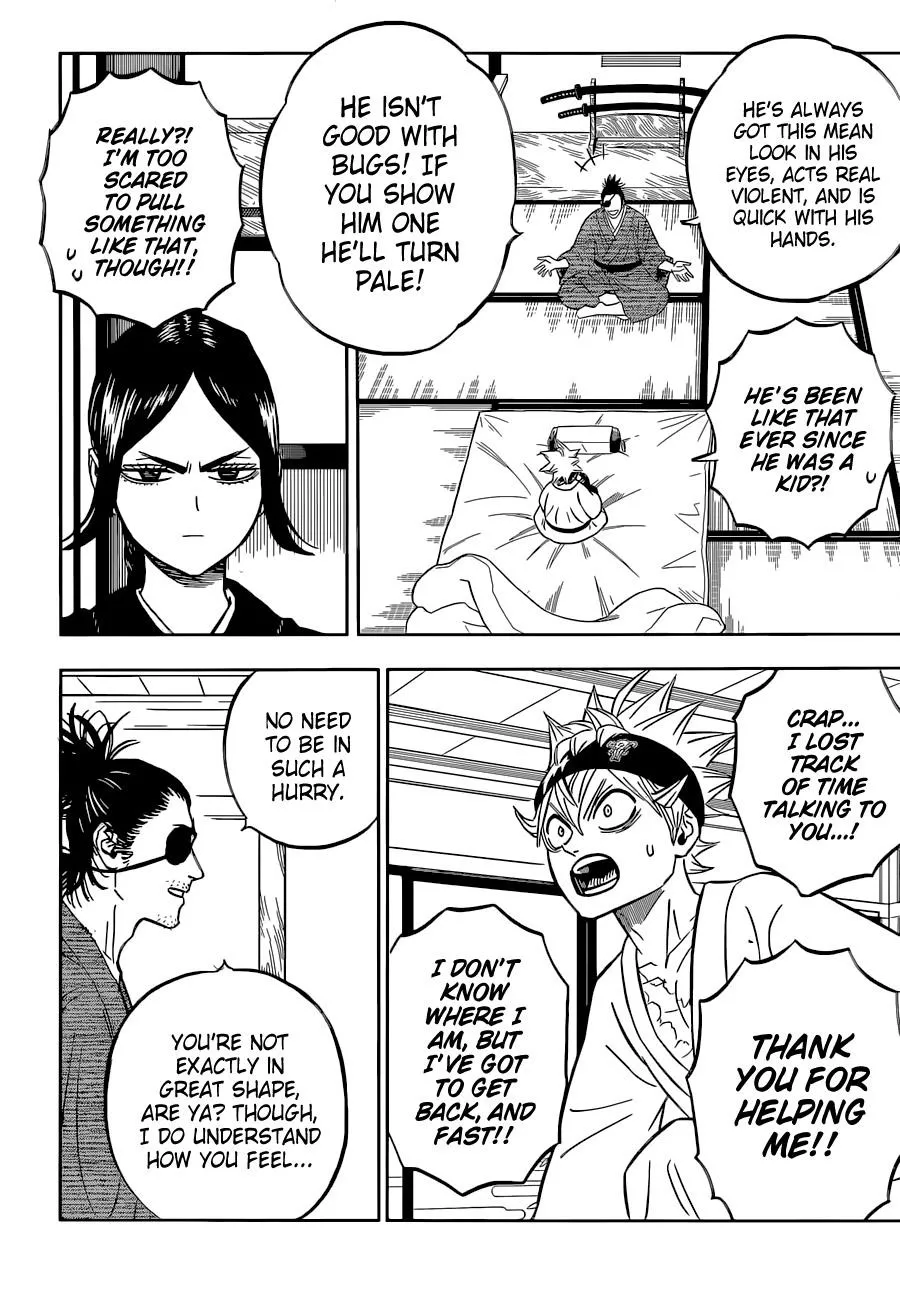 HE'S ALWAYS
GOT THIS MEAN
LOOK IN HIS
EYES, ACTS REAL
VIOLENT, AND IS
QUICK WITH HIS
HANDS.
HE'S BEEN
LIKE THAT
EVER SINCE
HE WAS A
KID?!
HE ISN'T
GOOD WITH
BUGS! IF
YOU SHOW
HIM ONE
HE'LL TURN
PALE!
REALLY?!
I'M TOO
SCARED
TO PULL
SOMETHING
LIKE THAT,
THOUGH!!
CRAP...
I LOST
TRACK
OF TIME
TALKING TO
YOU...!
THANK
YOU FOR
HELPING
ME!!
I DON'T
KNOW
WHERE I
AM, BUT
I'VE GOT
TO GET
BACK, AND
FAST!!
NO NEED
TO BE IN
SUCH A
HURRY.
YOU'RE NOT
EXACTLY IN
GREAT SHAPE,
ARE YA? THOUGH,
I DO UNDERSTAND
HOW YOU FEEL...